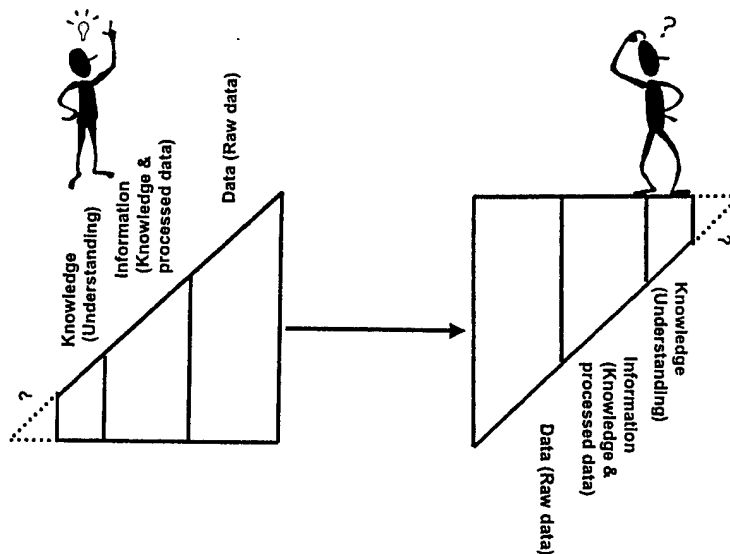 ?
Knowledge
(Understanding)
Information
(Knowledge &
processed data)
Data (Raw data)
?
?
Knowledge
(Understanding)
Information
(Knowledge &
processed data)
Data (Raw data)